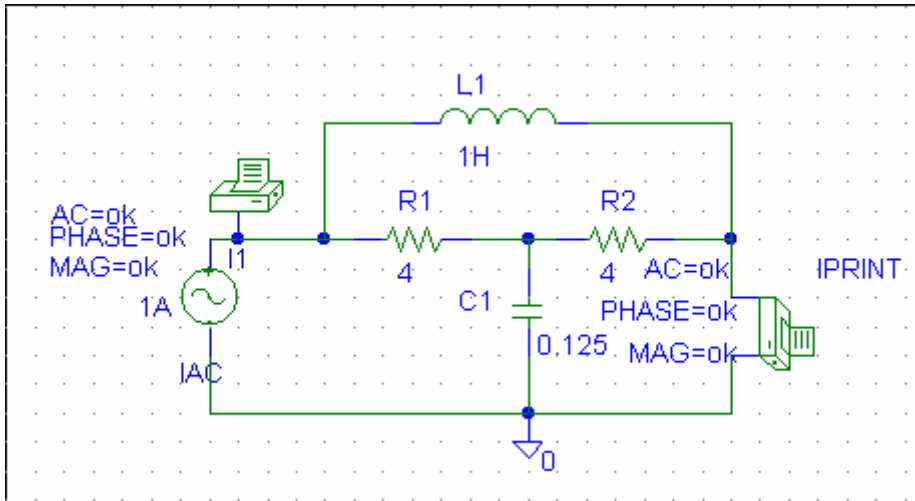 L1
1H
R1
4
R2
4
AC=ok
PHASE=ok
MAG=ok
I1
1A
IAC
C1
0.125
AC=ok
PHASE=ok
MAG=ok
IPRINT
0